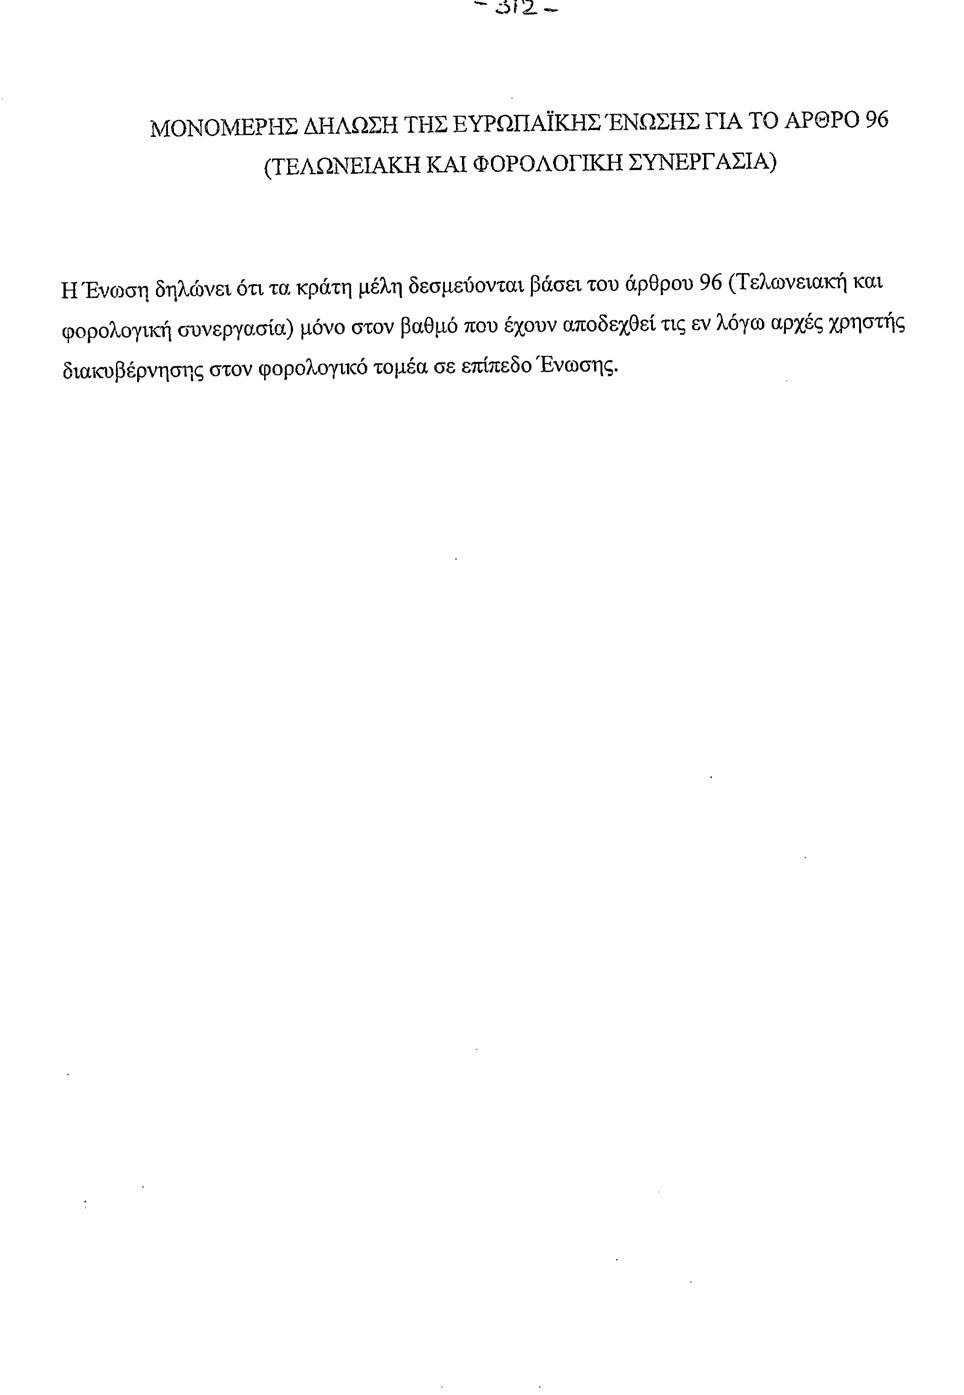 - 312 -
ΜΟΝΟΜΕΡΗΣ ΔΗΛΩΣΗ ΤΗΣ ΕΥΡΩΠΑΪΚΗΣ ΈΝΩΣΗΣ ΓΙΑ ΤΟ ΑΡΘΡΟ 96
(ΤΕΛΩΝΕΙΑΚΗ ΚΑΙ ΦΟΡΟΛΟΓΙΚΗ ΣΥΝΕΡΓΑΣΙΑ)
Η Ένωση δηλώνει ότι τα κράτη μέλη δεσμεύονται βάσει του άρθρου 96 (Τελωνειακή και
φορολογική συνεργασία) μόνο στον βαθμό που έχουν αποδεχθεί τις εν λόγω αρχές χρηστής
διακυβέρνησης στον φορολογικό τομέα σε επίπεδο Ένωσης.